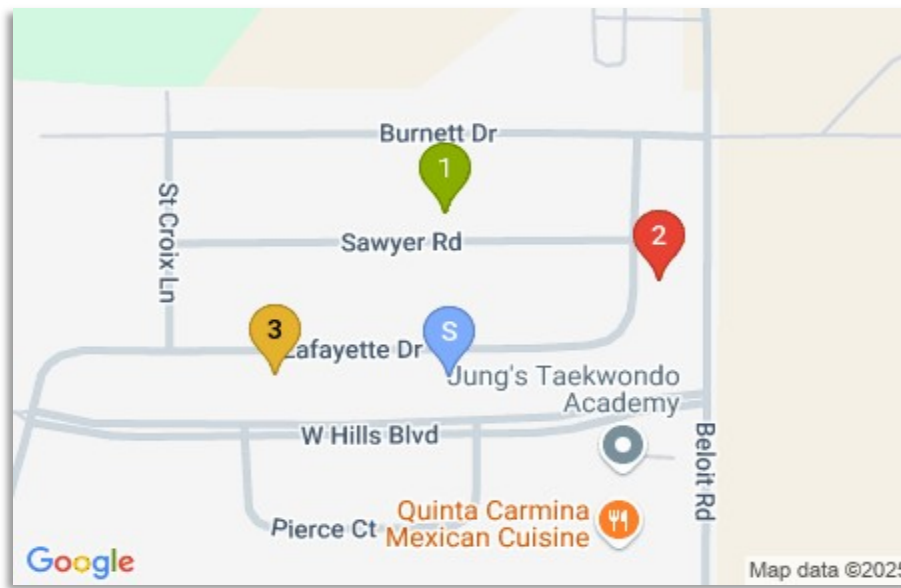 Burnett Dr
1
St Croix Ln
Sawyer Rd
2
3
Lafayette Dr
S
Jung's Taekwondo
Academy
W Hills Blvd
Beloit Rd
Pierce Ct
Quinta Carmina
Mexican Cuisine
Google
Map data ©2025